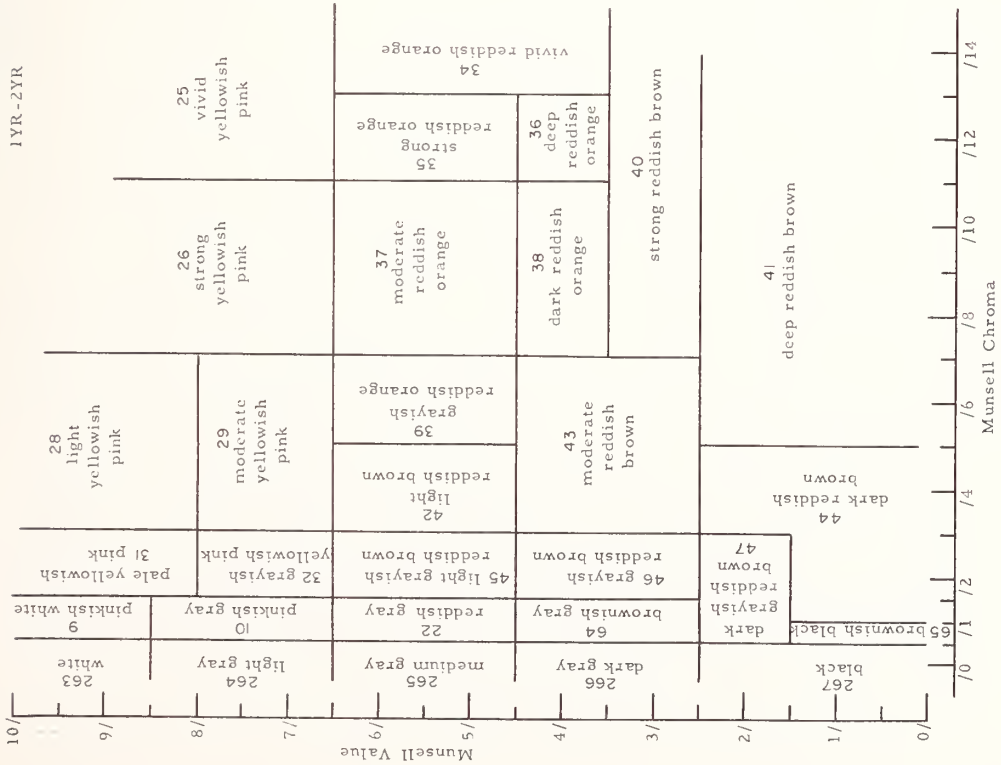 1YR-2YR
25
vivid
yellowish
pink
26
strong
yellowish
pink
28
light
yellowish
pink
29
moderate
yellowish
pink
pale yellowish
31 pink
32 grayish
yellowish pink
9
pinkish white
10
pinkish gray
263
white
264
light gray
34
vivid reddish orange
35
strong
reddish orange
36
deep
reddish
orange
37
moderate
reddish
orange
38
dark reddish
orange
39
grayish
reddish orange
40
strong reddish brown
41
deep reddish brown
42
light
reddish brown
43
moderate
reddish
brown
44
dark reddish
brown
45 light grayish
reddish brown
46 grayish
reddish brown
47
dark
grayish
reddish
brown
22
reddish gray
64
brownish gray
65 brownish black
265
medium gray
266
dark gray
267
black
10/
9/
8/
7/
6/
5/
4/
3/
2/
1/
0/
Munsell Value
/0
/1
/2
/4
/6
/8
/10
/12
/14
Munsell Chroma